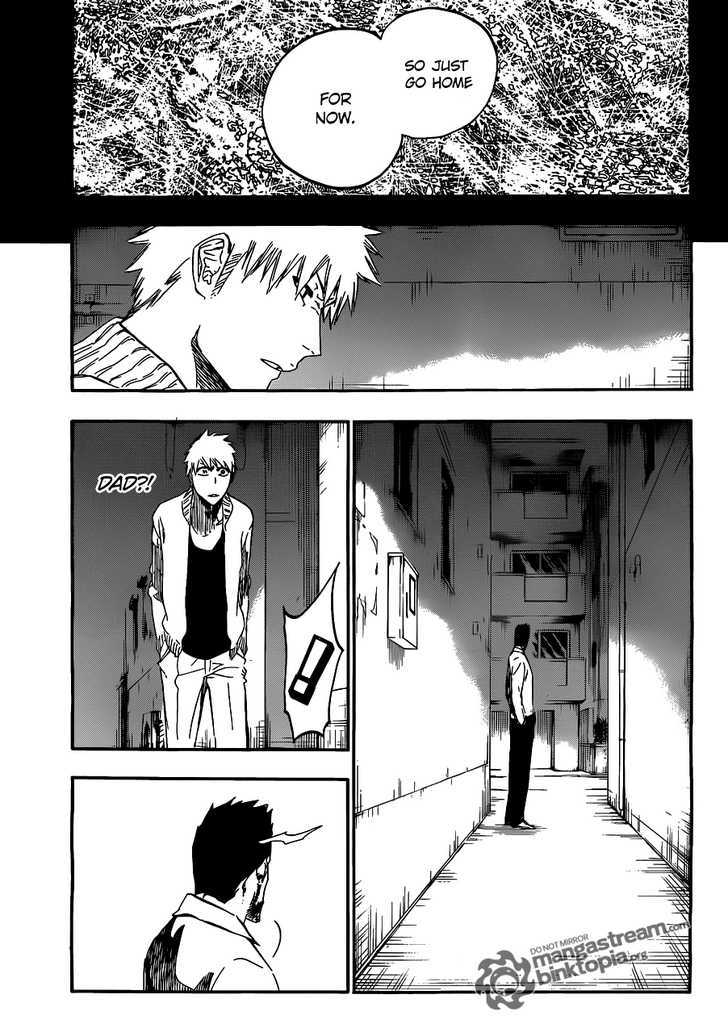 SO JUST
GO HOME
FOR
NOW.
DAD?!
!
DO NOT MIRROR
mangastream.com
binktopia.org